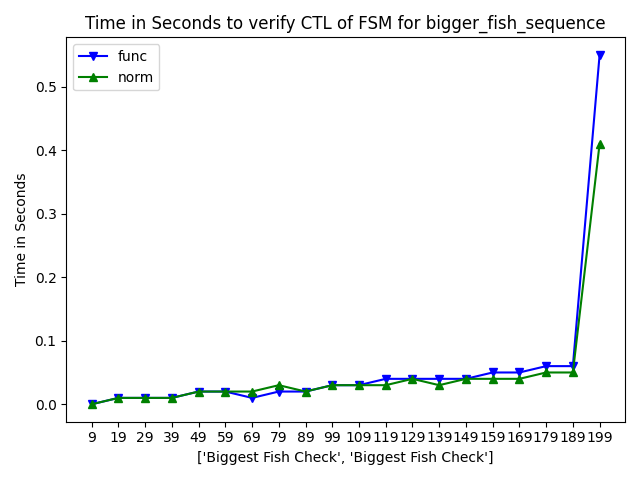 Time in Seconds to verify CTL of FSM for bigger_fish_sequence
func
norm
Time in Seconds
0.5
0.4
0.3
0.2
0.1
0.0
9 19 29 39 49 59 69 79 89 99 109 119 129 139 149 159 169 179 189 199
['Biggest Fish Check', 'Biggest Fish Check']